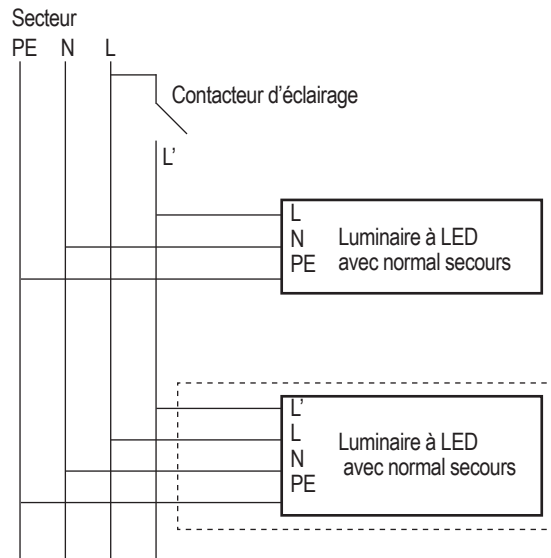 Secteur
PE N L
Contacteur d'éclairage
L'
L
N
PE
Luminaire à LED
avec normal secours
L'
L
N
PE
Luminaire à LED
avec normal secours